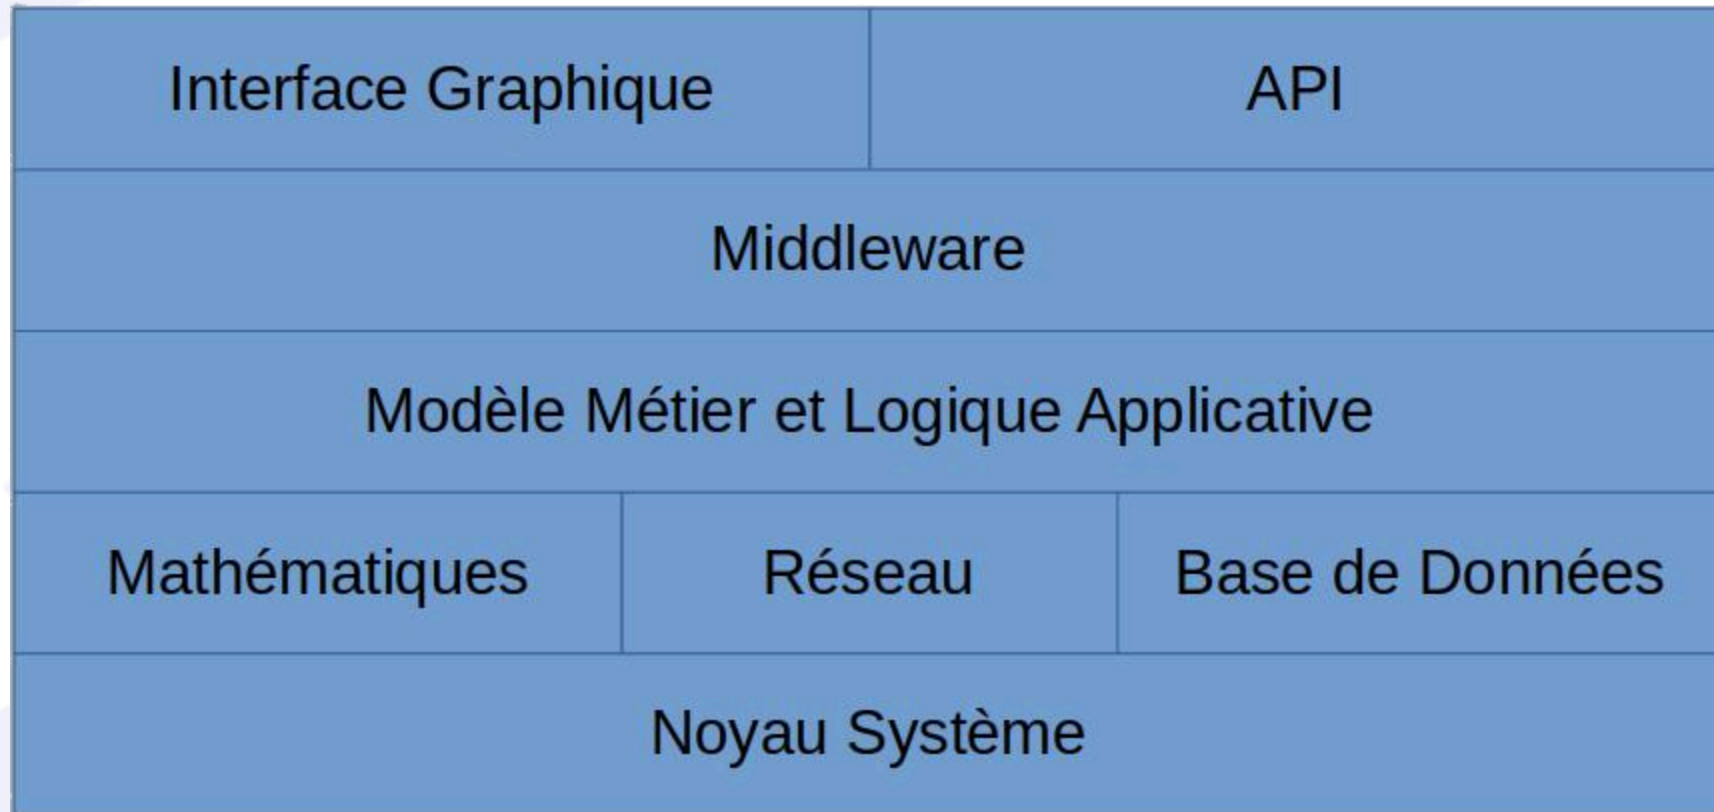 Interface Graphique
API
Middleware
Modèle Métier et Logique Applicative
Mathématiques
Réseau
Base de Données
Noyau Système